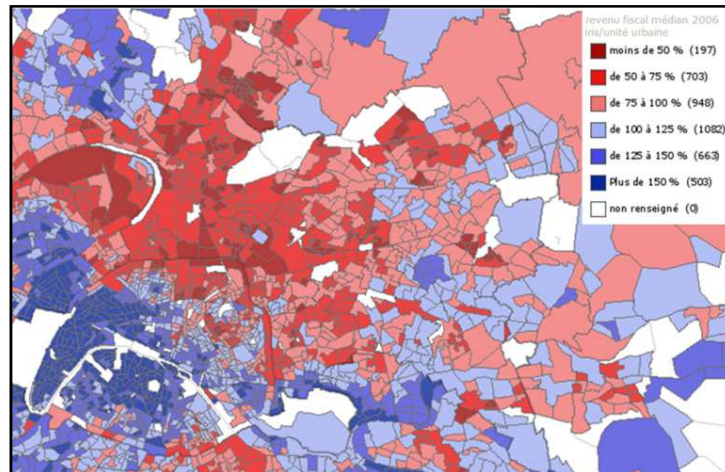 revenu fiscal médian 2006
iris/unité urbaine
moins de 50 % (197)
de 50 à 75 % (703)
de 75 à 100 % (948)
de 100 à 125 % (1082)
de 125 à 150 % (663)
Plus de 150 % (503)
non renseigné (0)